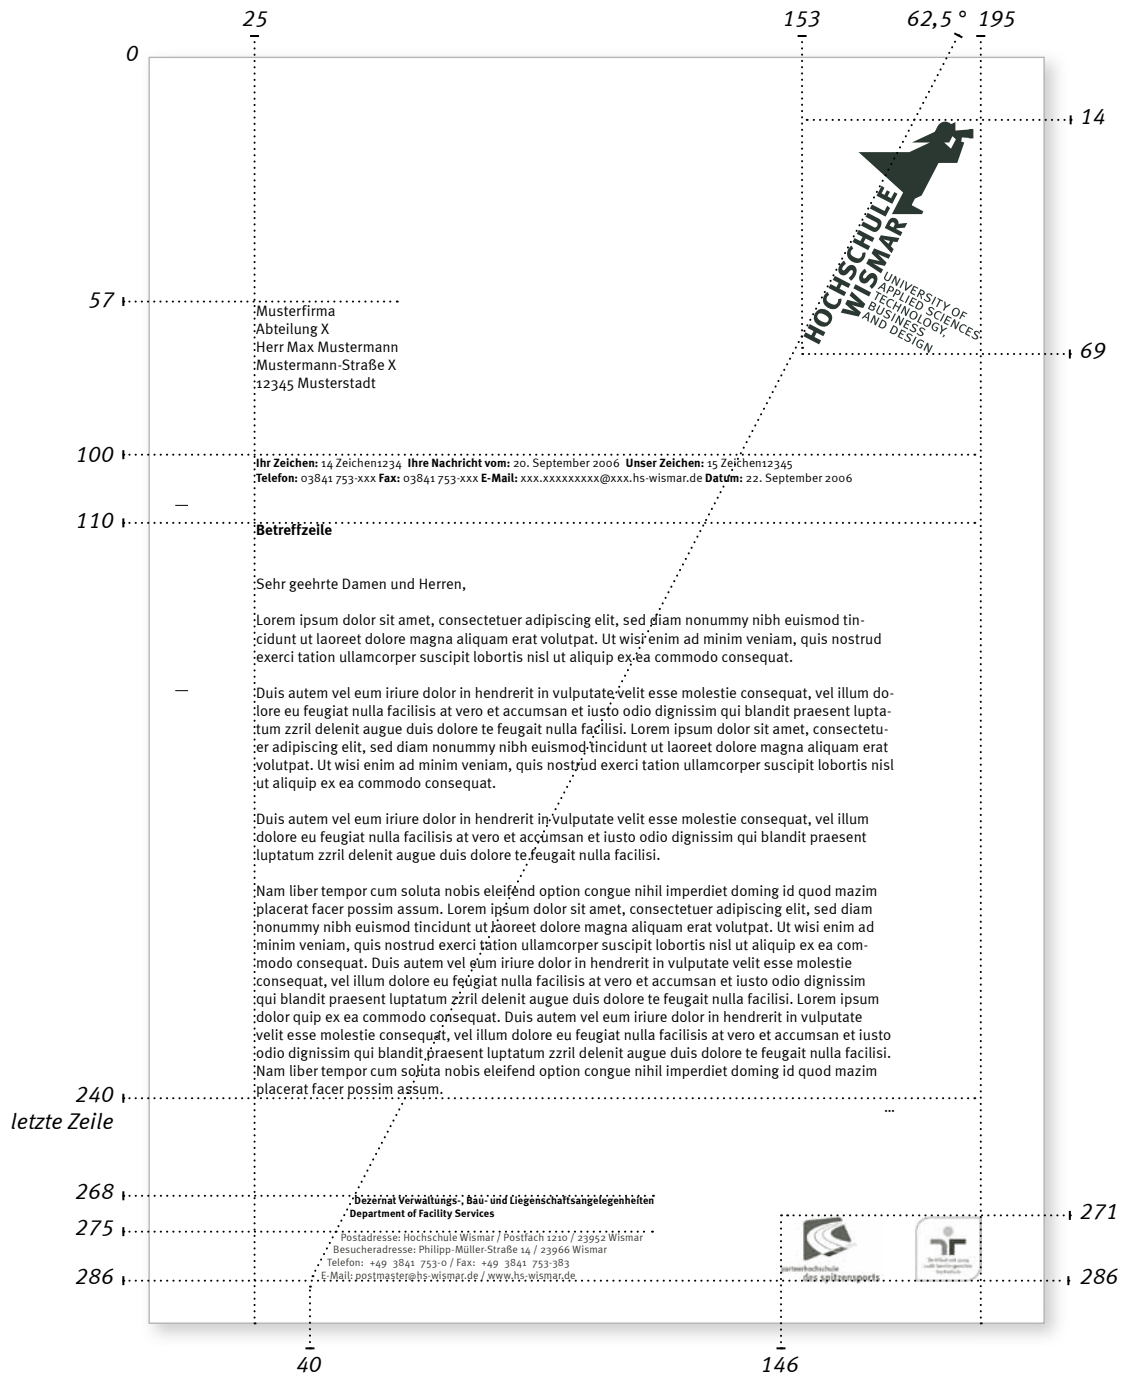 25
153
62,5 °
195
0
14
HOCHSCHULE
WISMAR
UNIVERSITY OF
APPLIED SCIENCES
TECHNOLOGY,
BUSINESS
AND DESIGN
57
69
Musterfirma
Abteilung X
Herr Max Mustermann
Mustermann-Straße X
12345 Musterstadt
100
Ihr Zeichen: 14 Zeichen1234 Ihre Nachricht vom: 20. September 2006 Unser Zeichen: 15 Zeichen12345
Telefon: 03841 753-xxx Fax: 03841 753-xxx E-Mail: xxx.xxxxxxxxx@xxx.hs-wismar.de Datum: 22. September 2006
110
Betreffzeile
Sehr geehrte Damen und Herren,
Lorem ipsum dolor sit amet, consectetuer adipiscing elit, sed diam nonummy nibh euismod tin-
cidunt ut laoreet dolore magna aliquam erat volutpat. Ut wisi enim ad minim veniam, quis nostrud
exerci tation ullamcorper suscipit lobortis nisl ut aliquip ex ea commodo consequat.
Duis autem vel eum iriure dolor in hendrerit in vulputate velit esse molestie consequat, vel illum do-
lore eu feugiat nulla facilisis at vero et accumsan et iusto odio dignissim qui blandit praesent lupta-
tum zzril delenit augue duis dolore te feugait nulla facilisi. Lorem ipsum dolor sit amet, consectetu-
er adipiscing elit, sed diam nonummy nibh euismod tincidunt ut laoreet dolore magna aliquam erat
volutpat. Ut wisi enim ad minim veniam, quis nostrud exerci tation ullamcorper suscipit lobortis nisl
ut aliquip ex ea commodo consequat.
Duis autem vel eum iriure dolor in hendrerit in vulputate velit esse molestie consequat, vel illum
dolore eu feugiat nulla facilisis at vero et accumsan et iusto odio dignissim qui blandit praesent
luptatum zzril delenit augue duis dolore te feugait nulla facilisi.
Nam liber tempor cum soluta nobis eleifend option congue nihil imperdiet doming id quod mazim
placerat facer possim assum. Lorem ipsum dolor sit amet, consectetuer adipiscing elit, sed diam
nonummy nibh euismod tincidunt ut laoreet dolore magna aliquam erat volutpat. Ut wisi enim ad
minim veniam, quis nostrud exerci tation ullamcorper suscipit lobortis nisl ut aliquip ex ea com-
modo consequat. Duis autem vel eum iriure dolor in hendrerit in vulputate velit esse molestie
consequat, vel illum dolore eu feugiat nulla facilisis at vero et accumsan et iusto odio dignissim
qui blandit praesent luptatum zzril delenit augue duis dolore te feugait nulla facilisi. Lorem ipsum
dolor quip ex ea commodo consequat. Duis autem vel eum iriure dolor in hendrerit in vulputate
velit esse molestie consequat, vel illum dolore eu feugiat nulla facilisis at vero et accumsan et iusto
odio dignissim qui blandit praesent luptatum zzril delenit augue duis dolore te feugait nulla facilisi.
Nam liber tempor cum soluta nobis eleifend option congue nihil imperdiet doming id quod mazim
placerat facer possim assum.
240
letzte Zeile
...
268
Dezernat Verwaltungs-, Bau- und Liegenschaftsangelegenheiten
Department of Facility Services
271
275
Postadresse: Hochschule Wismar / Postfach 1210 / 23952 Wismar
Besucheradresse: Philipp-Müller-Straße 14 / 23966 Wismar
Telefon: +49 3841 753-0 / Fax: +49 3841 753-383
E-Mail: postmaster@hs-wismar.de / www.hs-wismar.de
partnerhochschule
des spitzensports
286
286
40
146